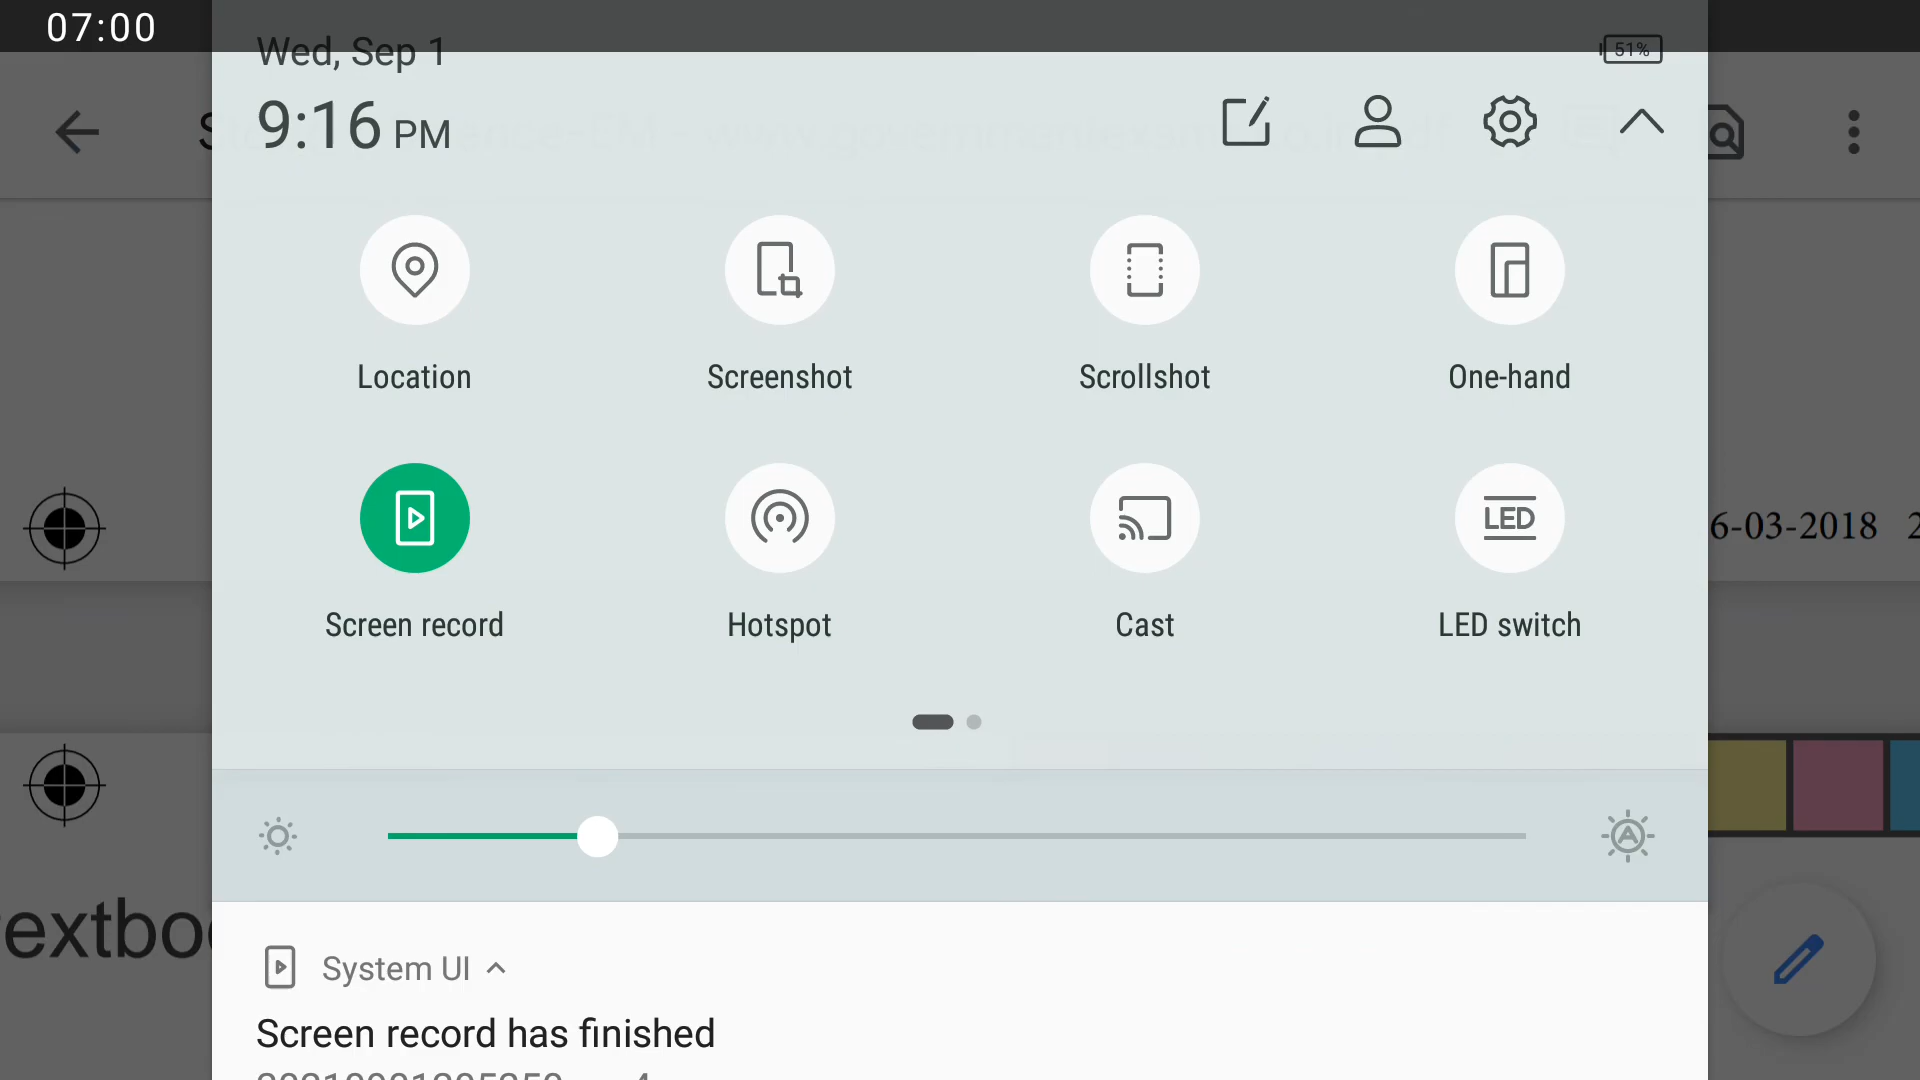 07:00
Wed, Sep 1
51%
9:16 PM
Location
Screenshot
Scrollshot
One-hand
Screen record
Hotspot
Cast
LED
LED switch
6-03-2018 2
System UI
Screen record has finished